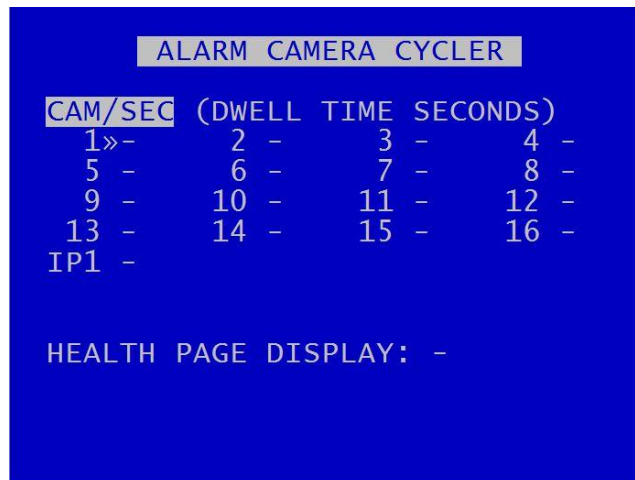 ALARM CAMERA CYCLER
CAM/SEC (DWELL TIME SECONDS)
1»- 2 - 3 - 4 -
5 - 6 - 7 - 8 -
9 - 10 - 11 - 12 -
13 - 14 - 15 - 16 -
IP1 -
HEALTH PAGE DISPLAY: -